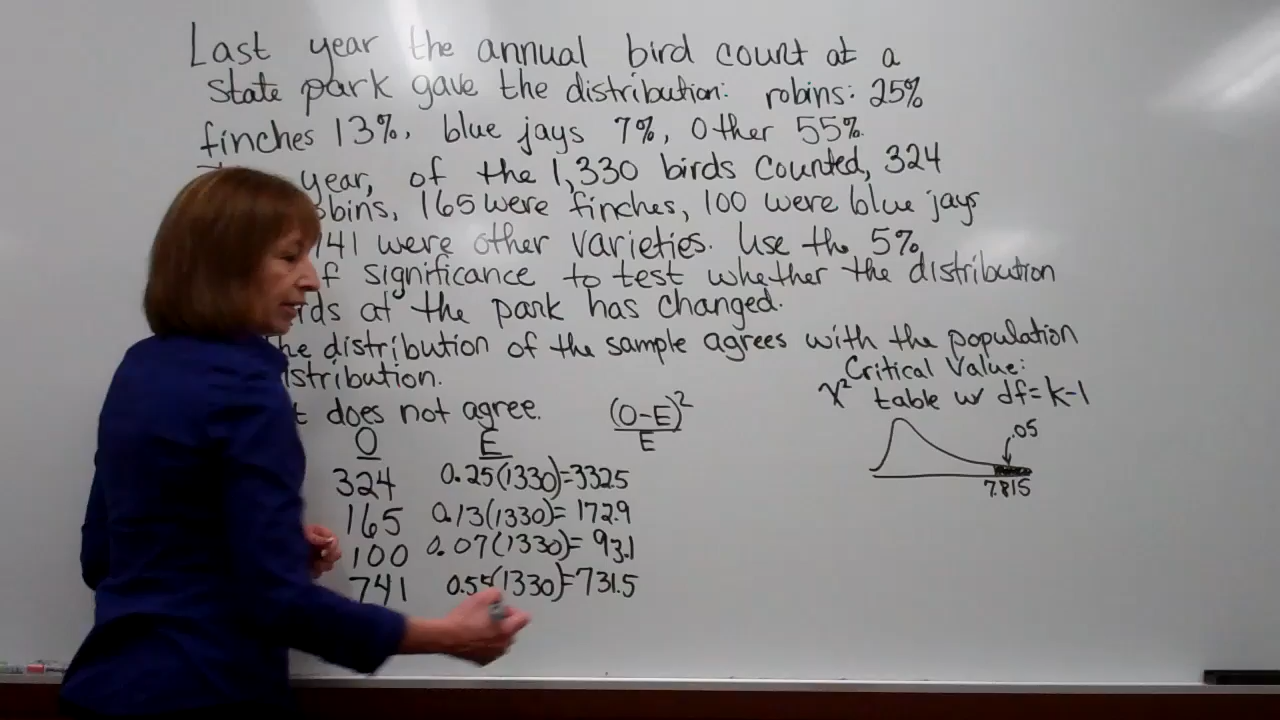 Last year the annual bird count at a
state park gave the distribution: robins: 25%
finches 13%, blue jays 7%, Other 55%.
year, of the 1,330 birds counted, 324
bins, 165 were finches, 100 were blue jays
741 were other varieties. Use the 5%
f significance to test whether the distribution
rds at the park has changed.
he distribution of the sample agrees with the population
stribution.
Critical Value:
χ² table w/ df=k-1
t does not agree.
(O-E)²
E
.05
7.815
O E
324 0.25(1330)=332.5
165 0.13(1330)=172.9
100 0.07(1330)=93.1
741 0.55(1330)=731.5